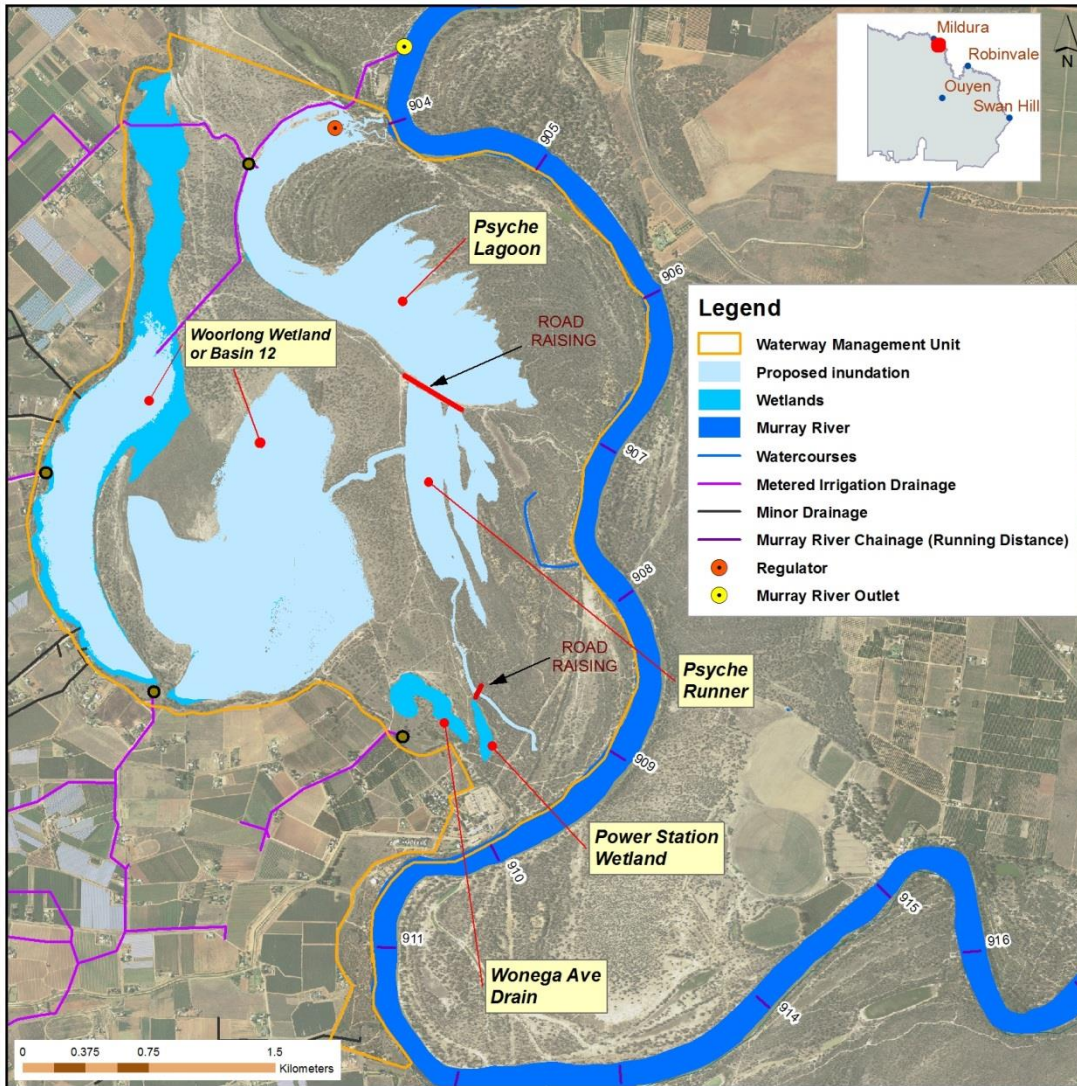 Mildura
Robinvale
Ouyen
Swan Hill
N
904
905
906
907
908
909
910
911
914
915
916
Psyche
Lagoon
ROAD
RAISING
Woorlong Wetland
or Basin 12
ROAD
RAISING
Psyche
Runner
Power Station
Wetland
Wonega Ave
Drain
Legend
Waterway Management Unit
Proposed inundation
Wetlands
Murray River
Watercourses
Metered Irrigation Drainage
Minor Drainage
Murray River Chainage (Running Distance)
Regulator
Murray River Outlet
0 0.375 0.75 1.5
Kilometers